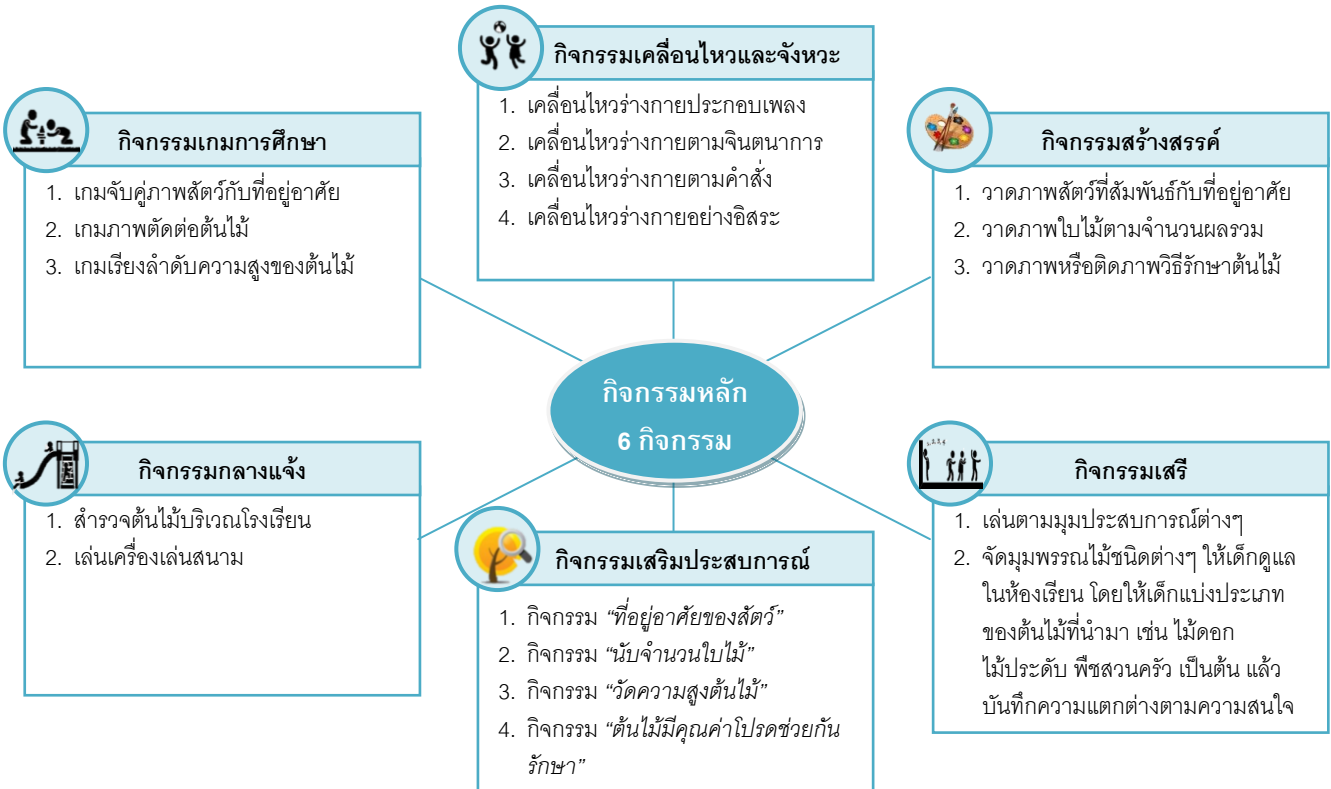 กิจกรรมเคลื่อนไหวและจังหวะ
1. เคลื่อนไหวร่างกายประกอบเพลง
2. เคลื่อนไหวร่างกายตามจินตนาการ
3. เคลื่อนไหวร่างกายตามคำสั่ง
4. เคลื่อนไหวร่างกายอย่างอิสระ
กิจกรรมเกมการศึกษา
1. เกมจับคู่ภาพสัตว์กับที่อยู่อาศัย
2. เกมภาพตัดต่อต้นไม้
3. เกมเรียงลำดับความสูงของต้นไม้
กิจกรรมสร้างสรรค์
1. วาดภาพสัตว์ที่สัมพันธ์กับที่อยู่อาศัย
2. วาดภาพใบไม้ตามจำนวนผลรวม
3. วาดภาพหรือติดภาพวิธีรักษาต้นไม้
กิจกรรมหลัก
6 กิจกรรม
กิจกรรมกลางแจ้ง
1. สำรวจต้นไม้บริเวณโรงเรียน
2. เล่นเครื่องเล่นสนาม
กิจกรรมเสริมประสบการณ์
1. กิจกรรม “ที่อยู่อาศัยของสัตว์”
2. กิจกรรม “นับจำนวนใบไม้”
3. กิจกรรม “วัดความสูงต้นไม้”
4. กิจกรรม “ต้นไม้มีคุณค่าโปรดช่วยกัน
รักษา”
กิจกรรมเสรี
1. เล่นตามมุมประสบการณ์ต่างๆ
2. จัดมุมพรรณไม้ชนิดต่างๆ ให้เด็กดูแล
ในห้องเรียน โดยให้เด็กแบ่งประเภท
ของต้นไม้ที่นำมา เช่น ไม้ดอก
ไม้ประดับ พืชสวนครัว เป็นต้น แล้ว
บันทึกความแตกต่างตามความสนใจ